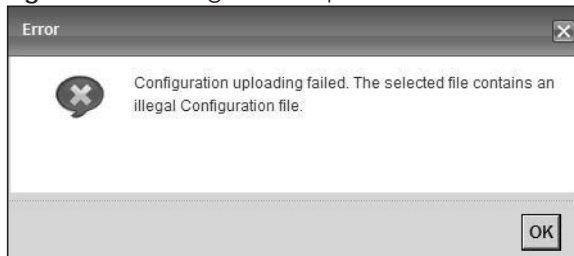 Error
Configuration uploading failed. The selected file contains an
illegal Configuration file.
OK